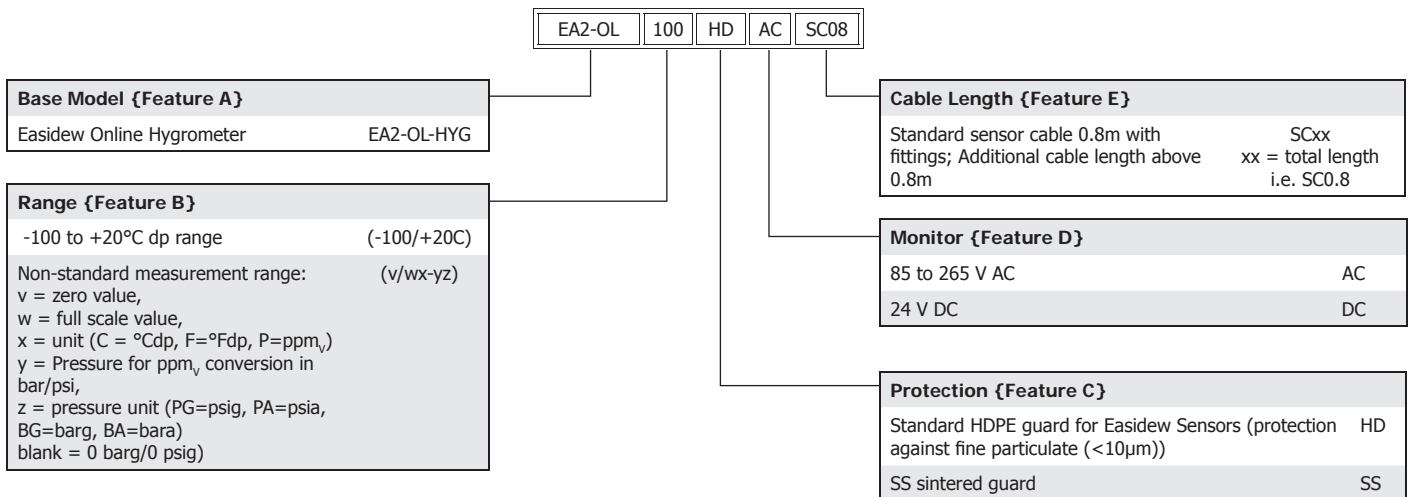 EA2-OL 100 HD AC SC08
Base Model {Feature A}
Easidew Online Hygrometer EA2-OL-HYG
Range {Feature B}
-100 to +20°C dp range (-100/+20C)
Non-standard measurement range: (v/wx-yz)
v = zero value,
w = full scale value,
x = unit (C = °Cdp, F=°Fdp, P=ppmV)
y = Pressure for ppmV conversion in
bar/psi,
z = pressure unit (PG=psig, PA=psia,
BG=barg, BA=bara)
blank = 0 barg/0 psig)
Cable Length {Feature E}
Standard sensor cable 0.8m with SCxx
fittings; Additional cable length above xx = total length
0.8m i.e. SC0.8
Monitor {Feature D}
85 to 265 V AC AC
24 V DC DC
Protection {Feature C}
Standard HDPE guard for Easidew Sensors (protection HD
against fine particulate (<10µm))
SS sintered guard SS